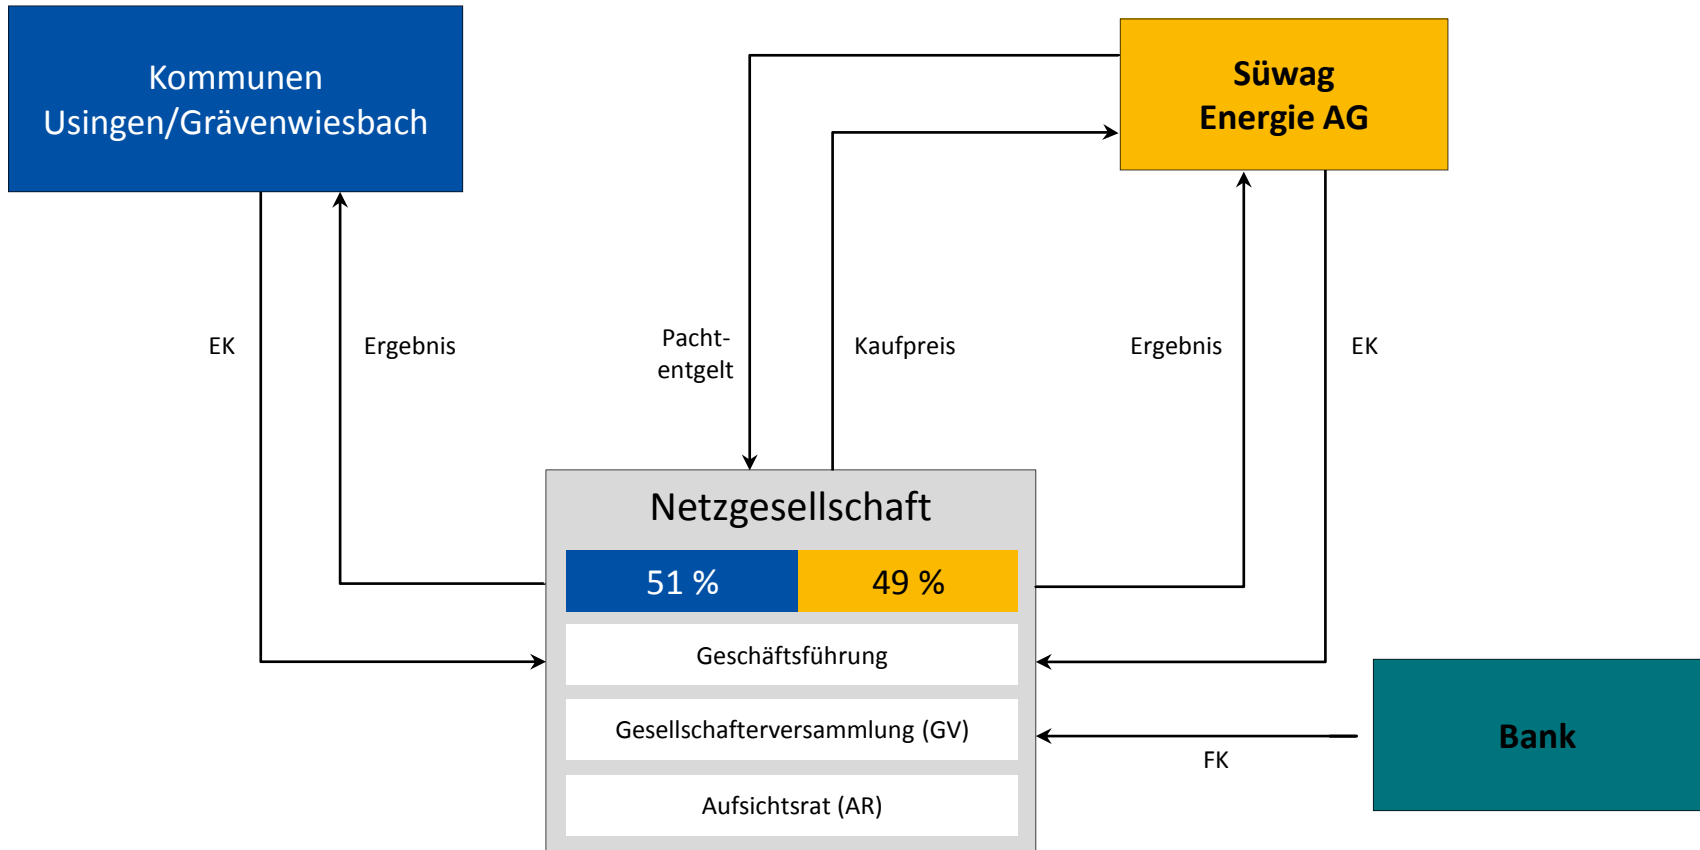 Kommunen
Usingen/Grävenwiesbach
Süwag
Energie AG
EK
Ergebnis
Pacht-
entgelt
Kaufpreis
Ergebnis
EK
Netzgesellschaft
51 %
49 %
Geschäftsführung
Gesellschafterversammlung (GV)
Aufsichtsrat (AR)
FK
Bank